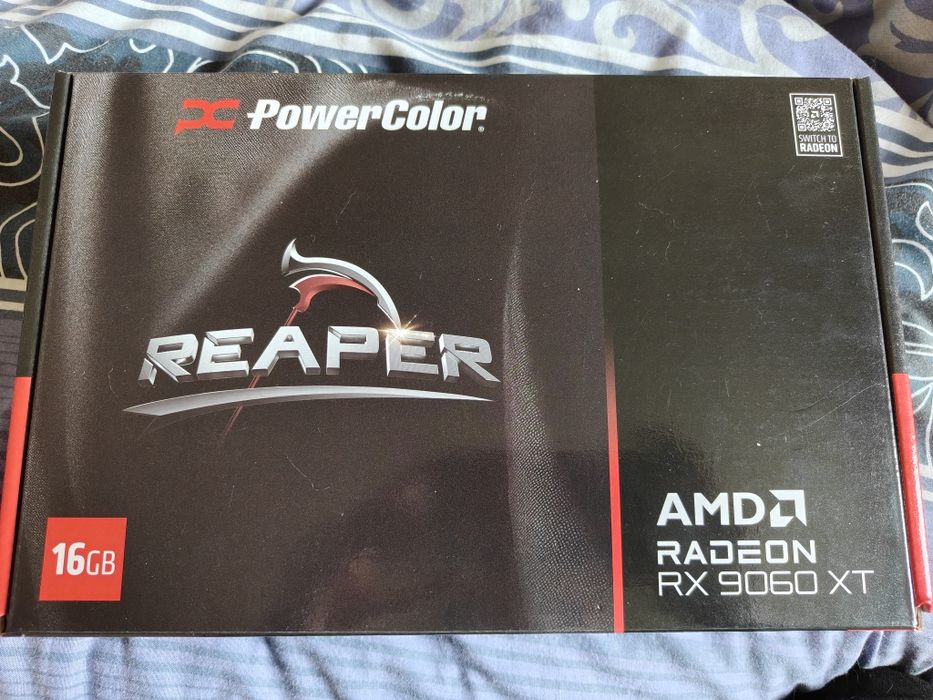 PowerColor®
SWITCH TO
RADEON
REAPER
16GB
AMD
RADEON
RX 9060 XT